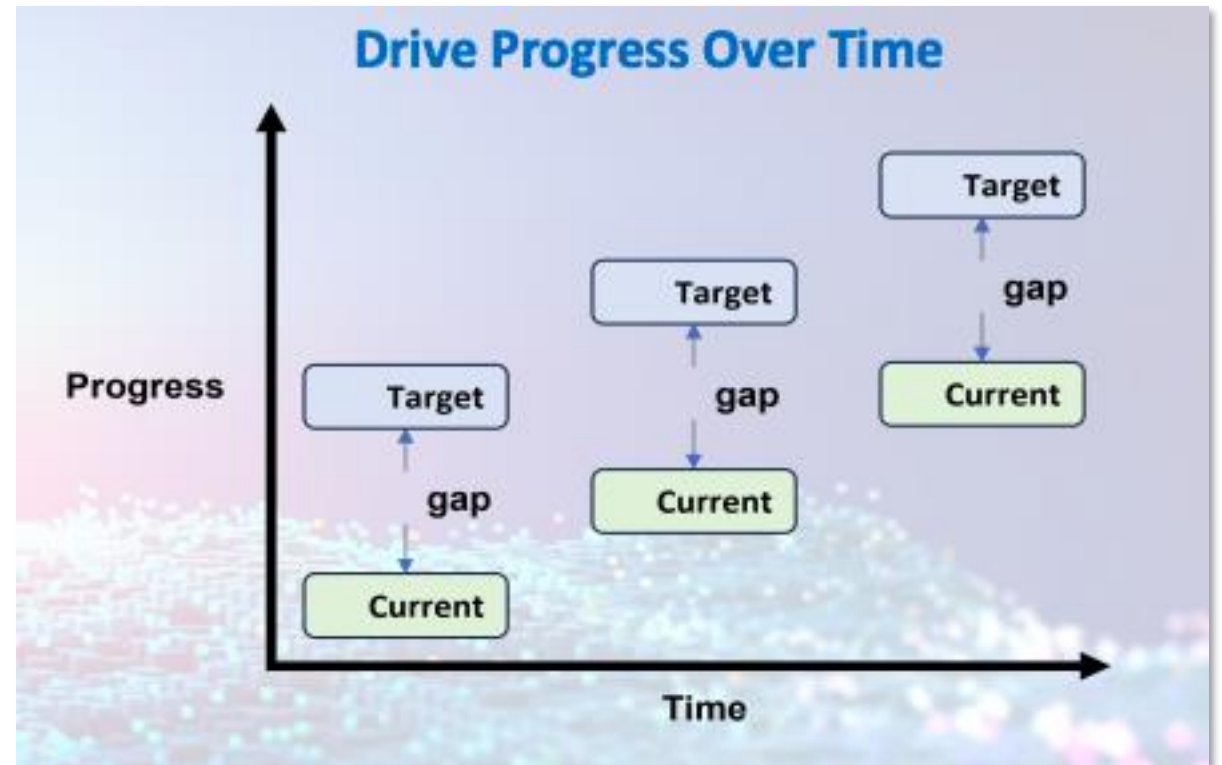 Drive Progress Over Time
Target
Target
gap
Target
gap
Current
Progress
gap
Current
Current
Time